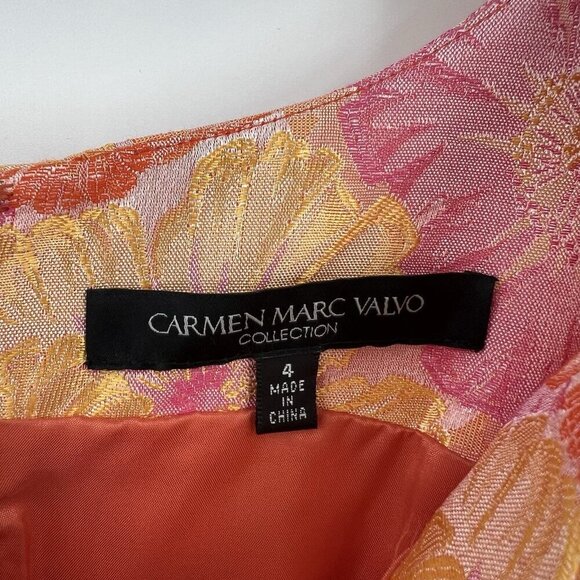 CARMEN MARC VALVO
COLLECTION
4
MADE
IN
CHINA